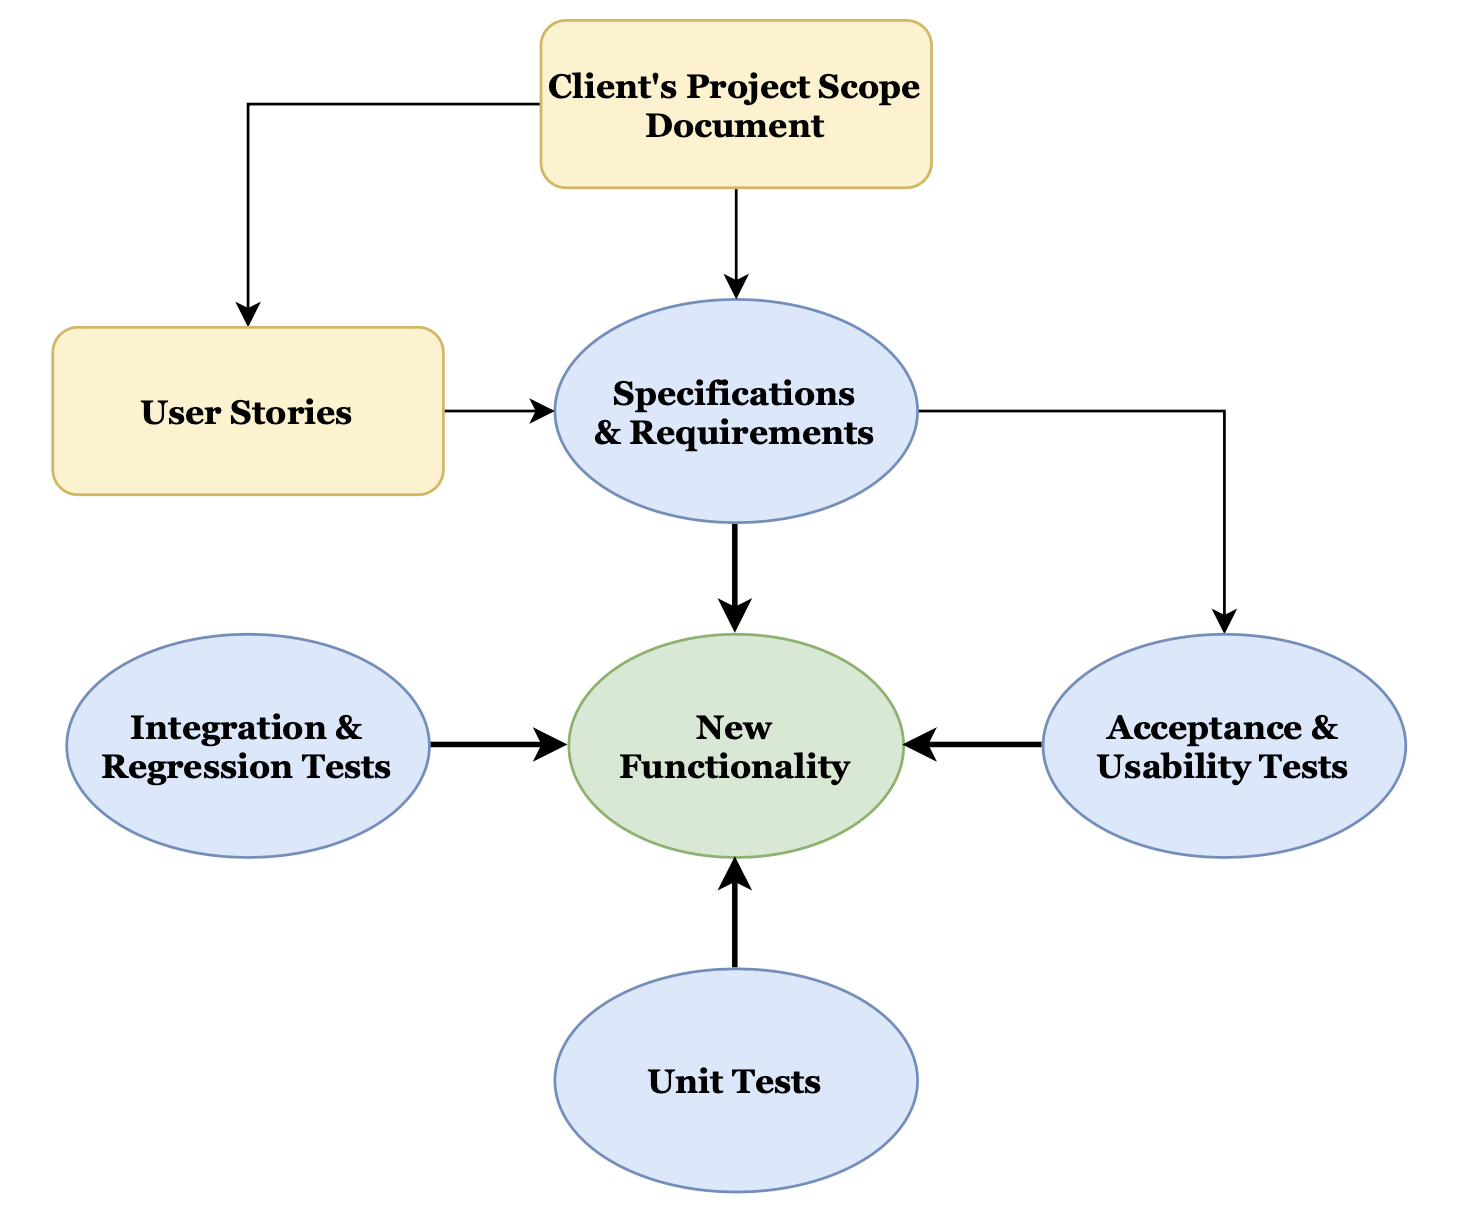 Client's Project Scope
Document
User Stories
Specifications
& Requirements
Integration &
Regression Tests
New
Functionality
Acceptance &
Usability Tests
Unit Tests